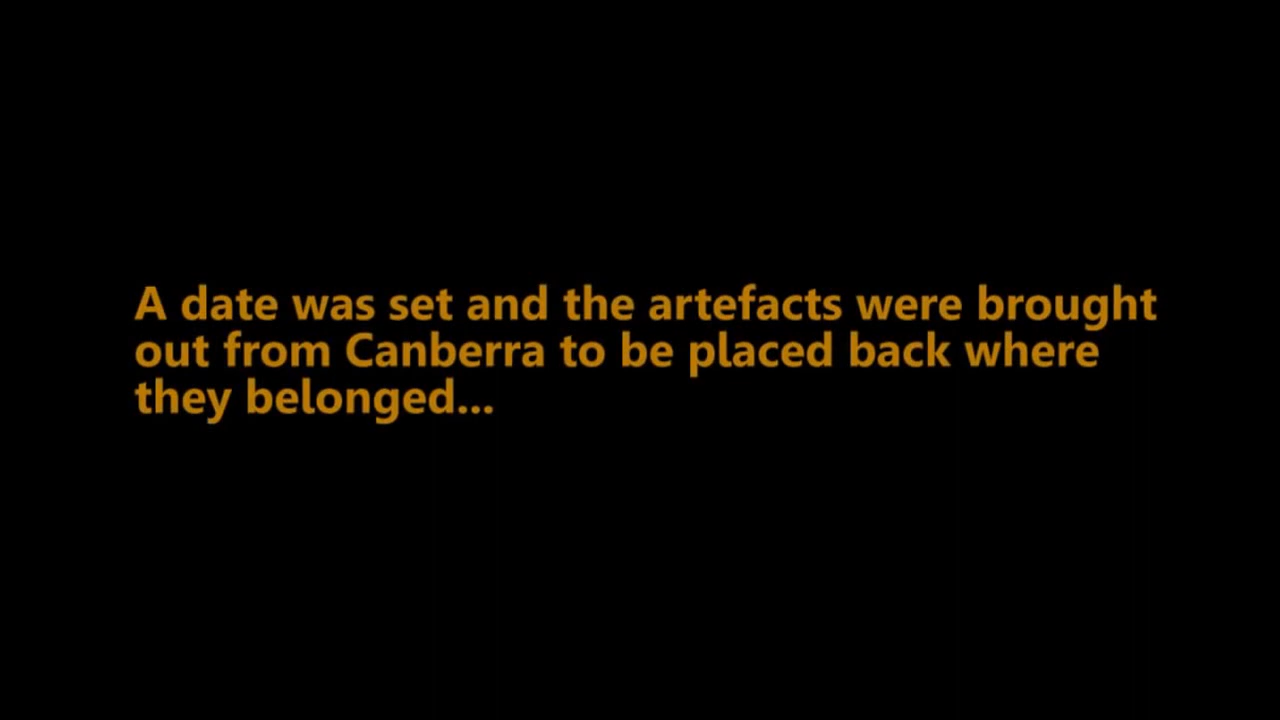 A date was set and the artefacts were brought
out from Canberra to be placed back where
they belonged...